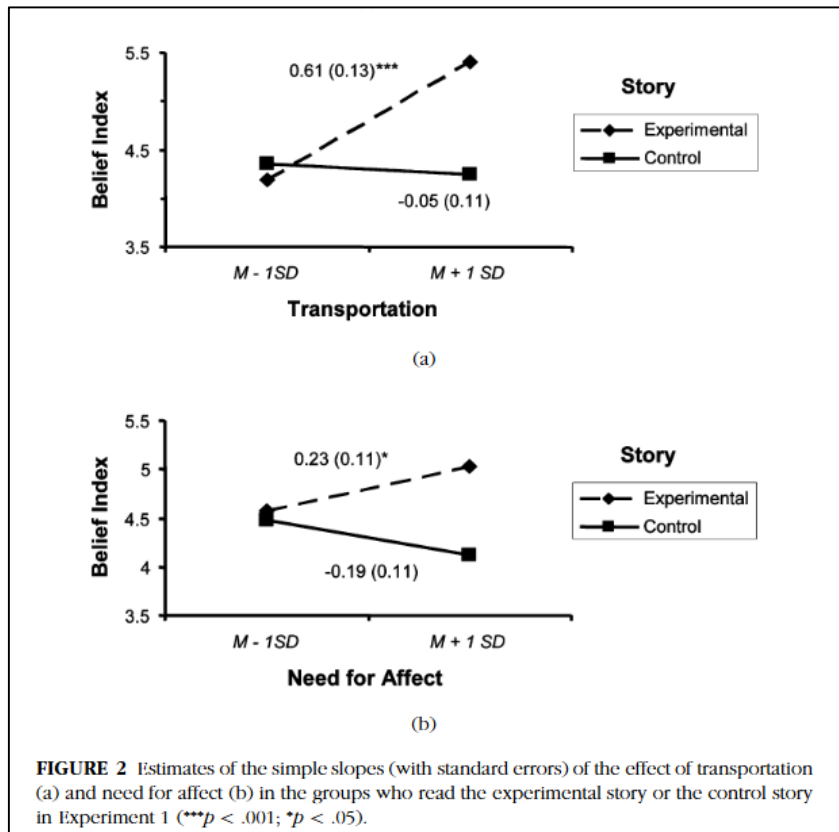 5.5
0.61 (0.13)***
Story
Experimental
Control
Belief Index
4.5
-0.05 (0.11)
3.5
M - 1SD
M + 1 SD
Transportation
(a)
5.5
0.23 (0.11)*
Story
5
Experimental
Control
Belief Index
4.5
4
-0.19 (0.11)
3.5
M - 1SD
M + 1 SD
Need for Affect
(b)
FIGURE 2 Estimates of the simple slopes (with standard errors) of the effect of transportation
(a) and need for affect (b) in the groups who read the experimental story or the control story
in Experiment 1 (***p < .001; *p < .05).